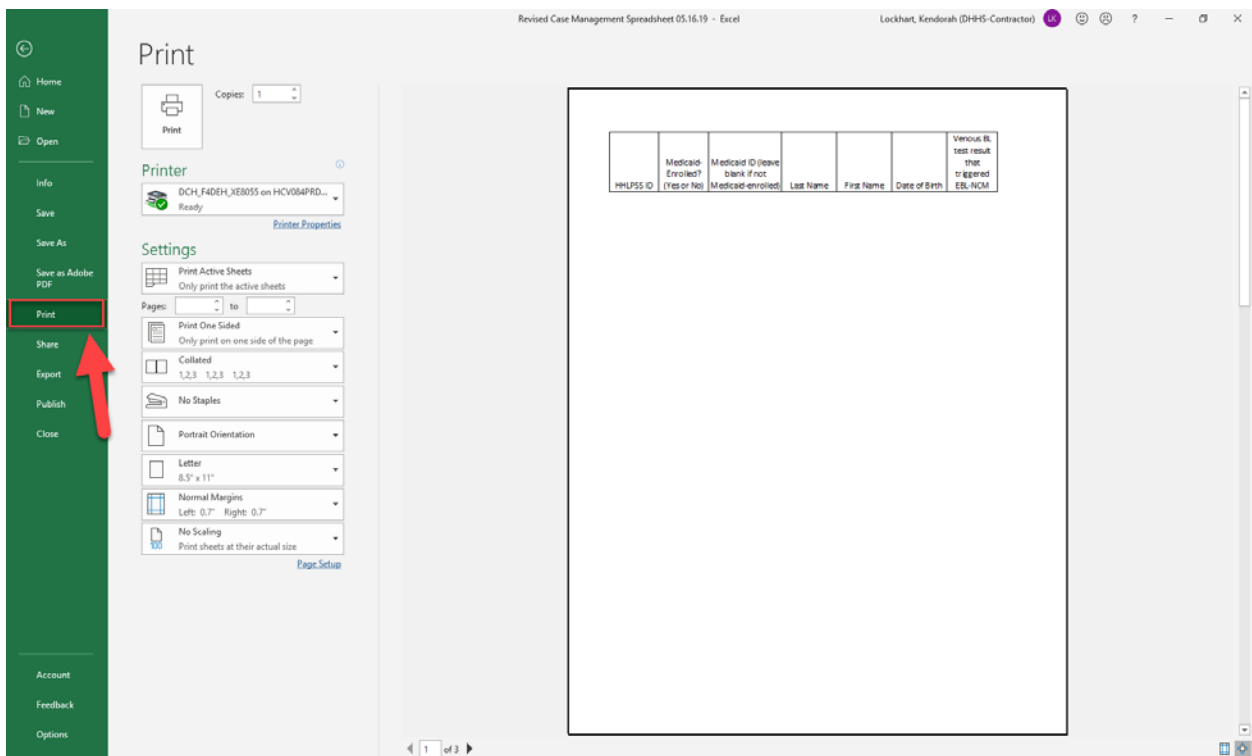 Revised Case Management Spreadsheet 05.16.19 - Excel
Lockhart, Kendorah (DHHS-Contractor)
LK
?
Home
New
Open
Info
Save
Save As
Save as Adobe
PDF
Print
Share
Export
Publish
Close
Account
Feedback
Options
Print
Print
Copies: 1
Printer
DCH_F4DEH_XE8055 on HCV084PRD...
Ready
Printer Properties
Settings
Print Active Sheets
Only print the active sheets
Pages: to
Print One Sided
Only print on one side of the page
Collated
1,2,3 1,2,3 1,2,3
No Staples
Portrait Orientation
Letter
8.5" x 11"
Normal Margins
Left: 0.7" Right: 0.7"
No Scaling
Print sheets at their actual size
100
Page Setup
HHLPSS ID
Medicaid-
Enrolled?
(Yes or No)
Medicaid ID (leave
blank if not
Medicaid-enrolled)
Last Name
First Name
Date of Birth
Venous BL
test result
that
triggered
EBL-NCM
1 of 3